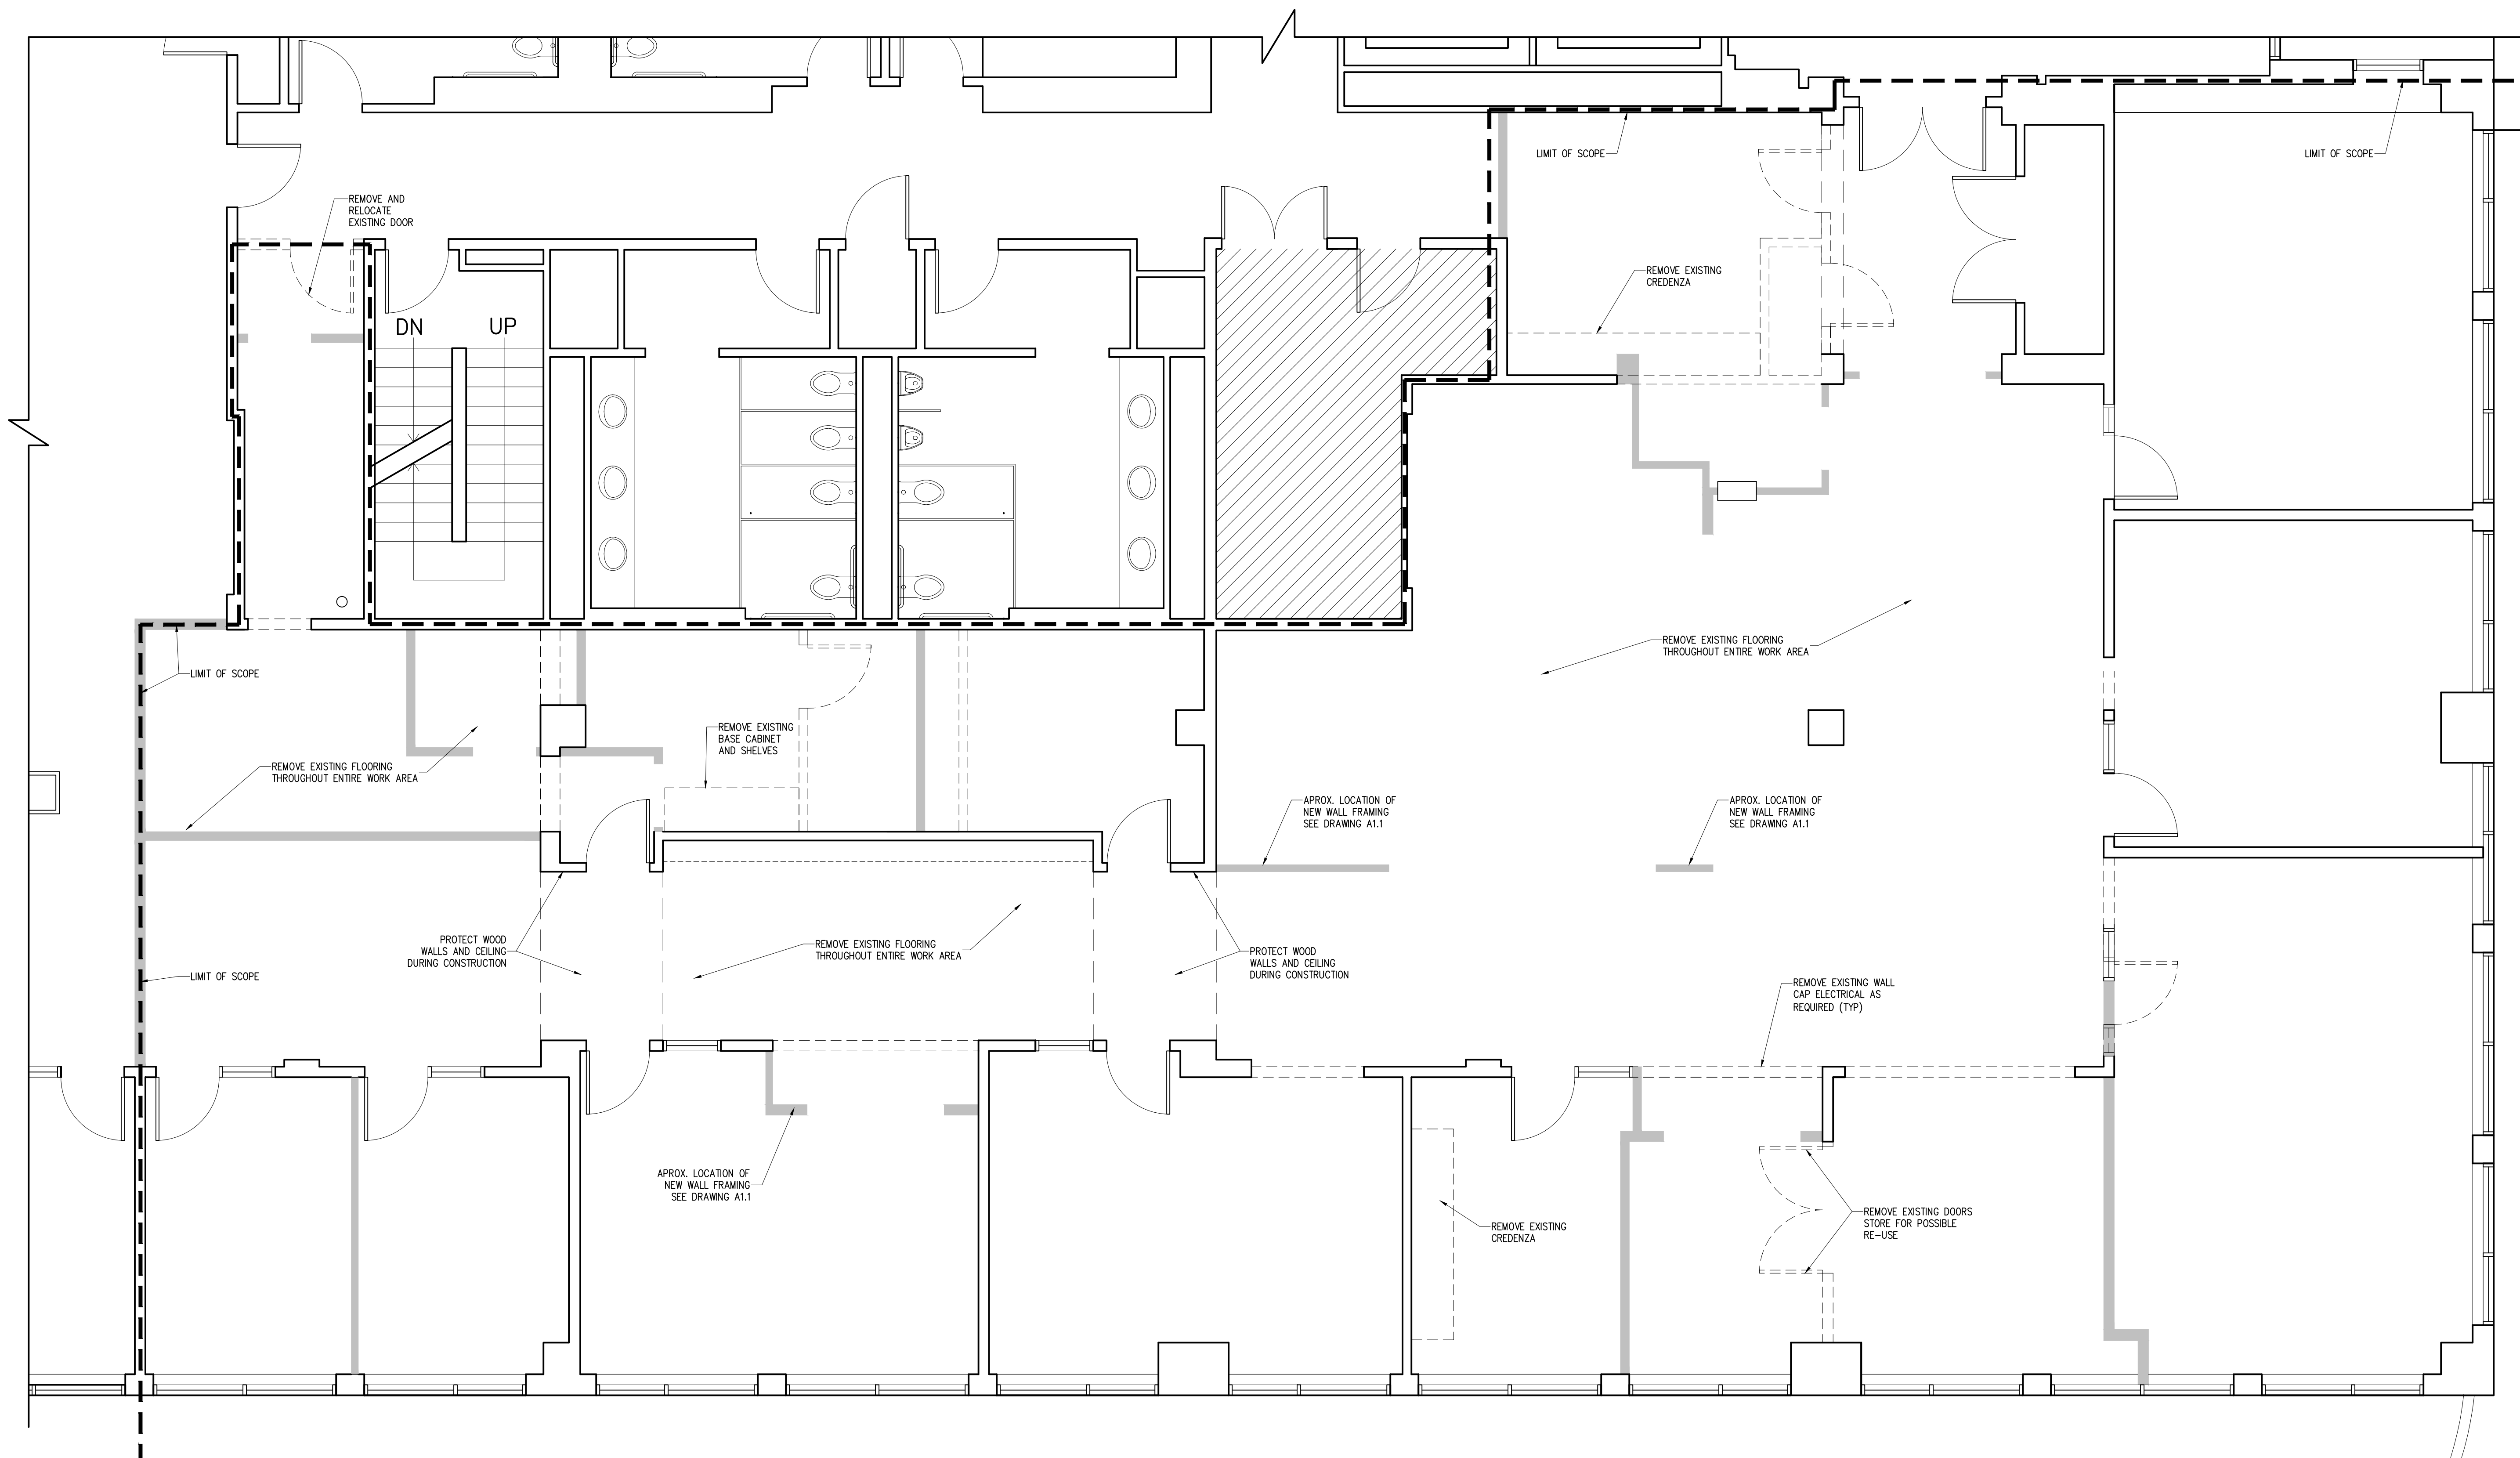 LIMIT OF SCOPE
LIMIT OF SCOPE
REMOVE AND
RELOCATE
EXISTING DOOR
REMOVE EXISTING
CREDENZA
DN
UP
REMOVE EXISTING FLOORING
THROUGHOUT ENTIRE WORK AREA
LIMIT OF SCOPE
REMOVE EXISTING
BASE CABINET
AND SHELVES
REMOVE EXISTING FLOORING
THROUGHOUT ENTIRE WORK AREA
APROX. LOCATION OF
NEW WALL FRAMING
SEE DRAWING A1.1
APROX. LOCATION OF
NEW WALL FRAMING
SEE DRAWING A1.1
PROTECT WOOD
WALLS AND CEILING
DURING CONSTRUCTION
REMOVE EXISTING FLOORING
THROUGHOUT ENTIRE WORK AREA
PROTECT WOOD
WALLS AND CEILING
DURING CONSTRUCTION
LIMIT OF SCOPE
REMOVE EXISTING WALL
CAP ELECTRICAL AS
REQUIRED (TYP)
APROX. LOCATION OF
NEW WALL FRAMING
SEE DRAWING A1.1
REMOVE EXISTING
CREDENZA
REMOVE EXISTING DOORS
STORE FOR POSSIBLE
RE-USE